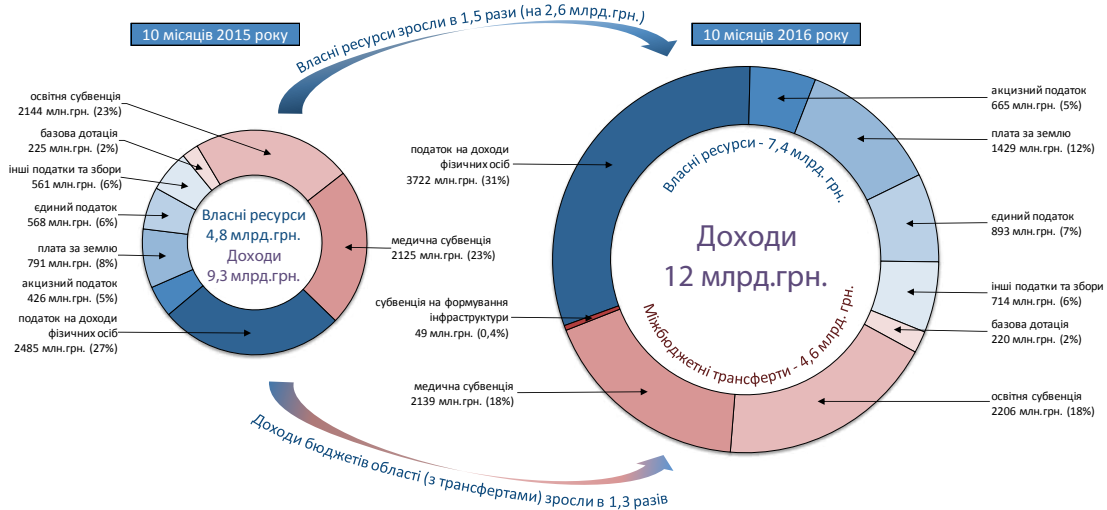 Власні ресурси зросли в 1,5 рази (на 2,6 млрд.грн.)
10 місяців 2015 року
10 місяців 2016 року
освітня субвенція
2144 млн.грн. (23%)
базова дотація
225 млн.грн. (2%)
інші податки та збори
561 млн.грн. (6%)
єдиний податок
568 млн.грн. (6%)
плата за землю
791 млн.грн. (8%)
акцизний податок
426 млн.грн. (5%)
податок на доходи
фізичних осіб
2485 млн.грн. (27%)
Власні ресурси
4,8 млрд.грн.
Доходи
9,3 млрд.грн.
медична субвенція
2125 млн.грн. (23%)
податок на доходи
фізичних осіб
3722 млн.грн. (31%)
субвенція на формування
інфраструктури
49 млн.грн. (0,4%)
медична субвенція
2139 млн.грн. (18%)
Власні ресурси - 7,4 млрд. грн.
Доходи
12 млрд.грн.
Міжбюджетні трансферти - 4,6 млрд. грн.
акцизний податок
665 млн.грн. (5%)
плата за землю
1429 млн.грн. (12%)
єдиний податок
893 млн.грн. (7%)
інші податки та збори
714 млн.грн. (6%)
базова дотація
220 млн.грн. (2%)
освітня субвенція
2206 млн.грн. (18%)
Доходи бюджетів області (з трансфертами) зросли в 1,3 разів